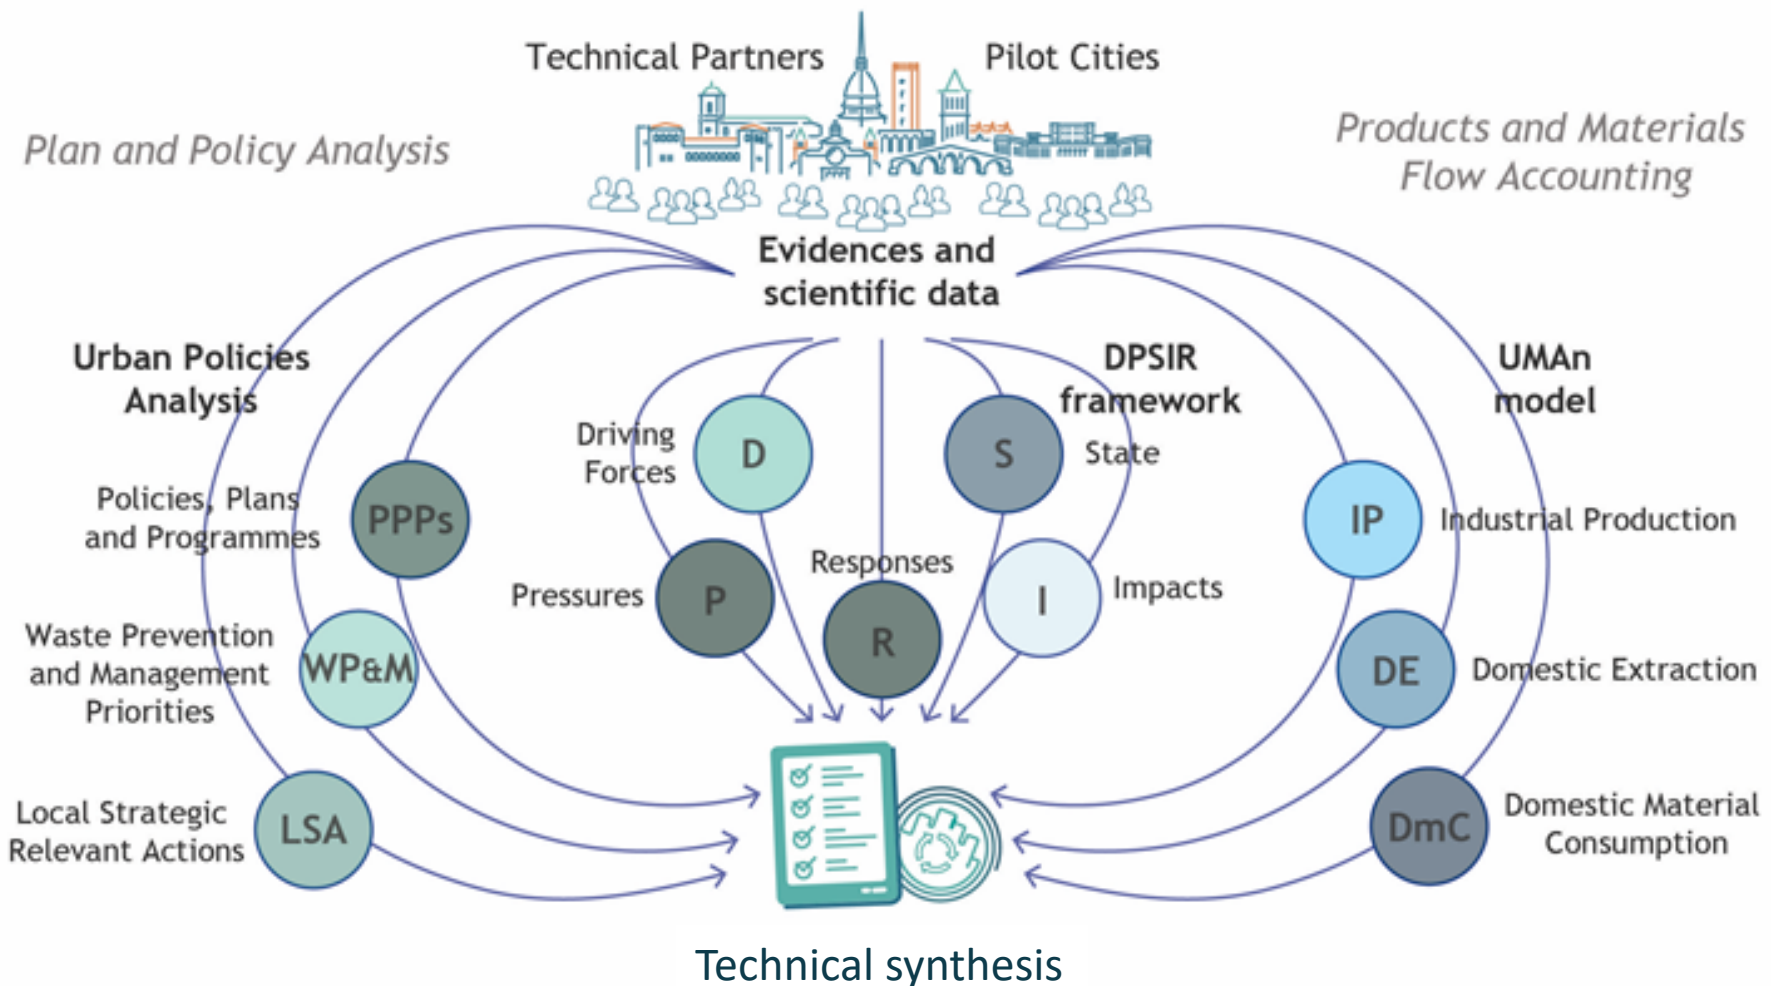 Technical Partners
Pilot Cities
Plan and Policy Analysis
Products and Materials
Flow Accounting
Evidences and
scientific data
Urban Policies
Analysis
DPSIR
framework
UMAn
model
Driving
Forces
D
S
State
Policies, Plans
and Programmes
PPPs
IP
Industrial Production
Pressures
P
Responses
R
I
Impacts
Waste Prevention
and Management
Priorities
WP&M
DE
Domestic Extraction
Local Strategic
Relevant Actions
LSA
DmC
Domestic Material
Consumption
Technical synthesis